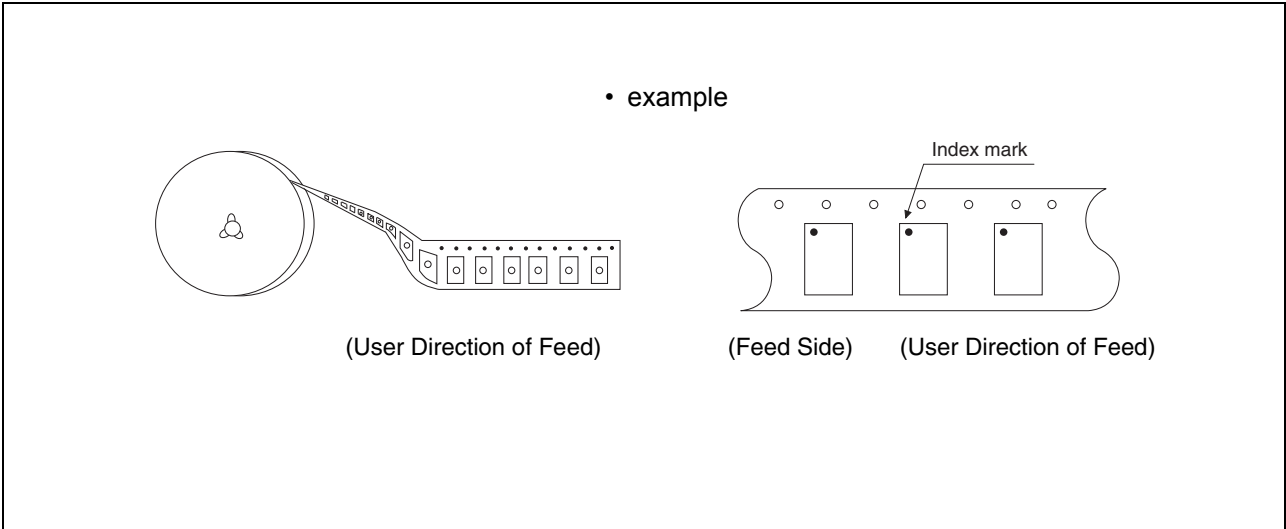 • example
Index mark
(User Direction of Feed)
(Feed Side)
(User Direction of Feed)